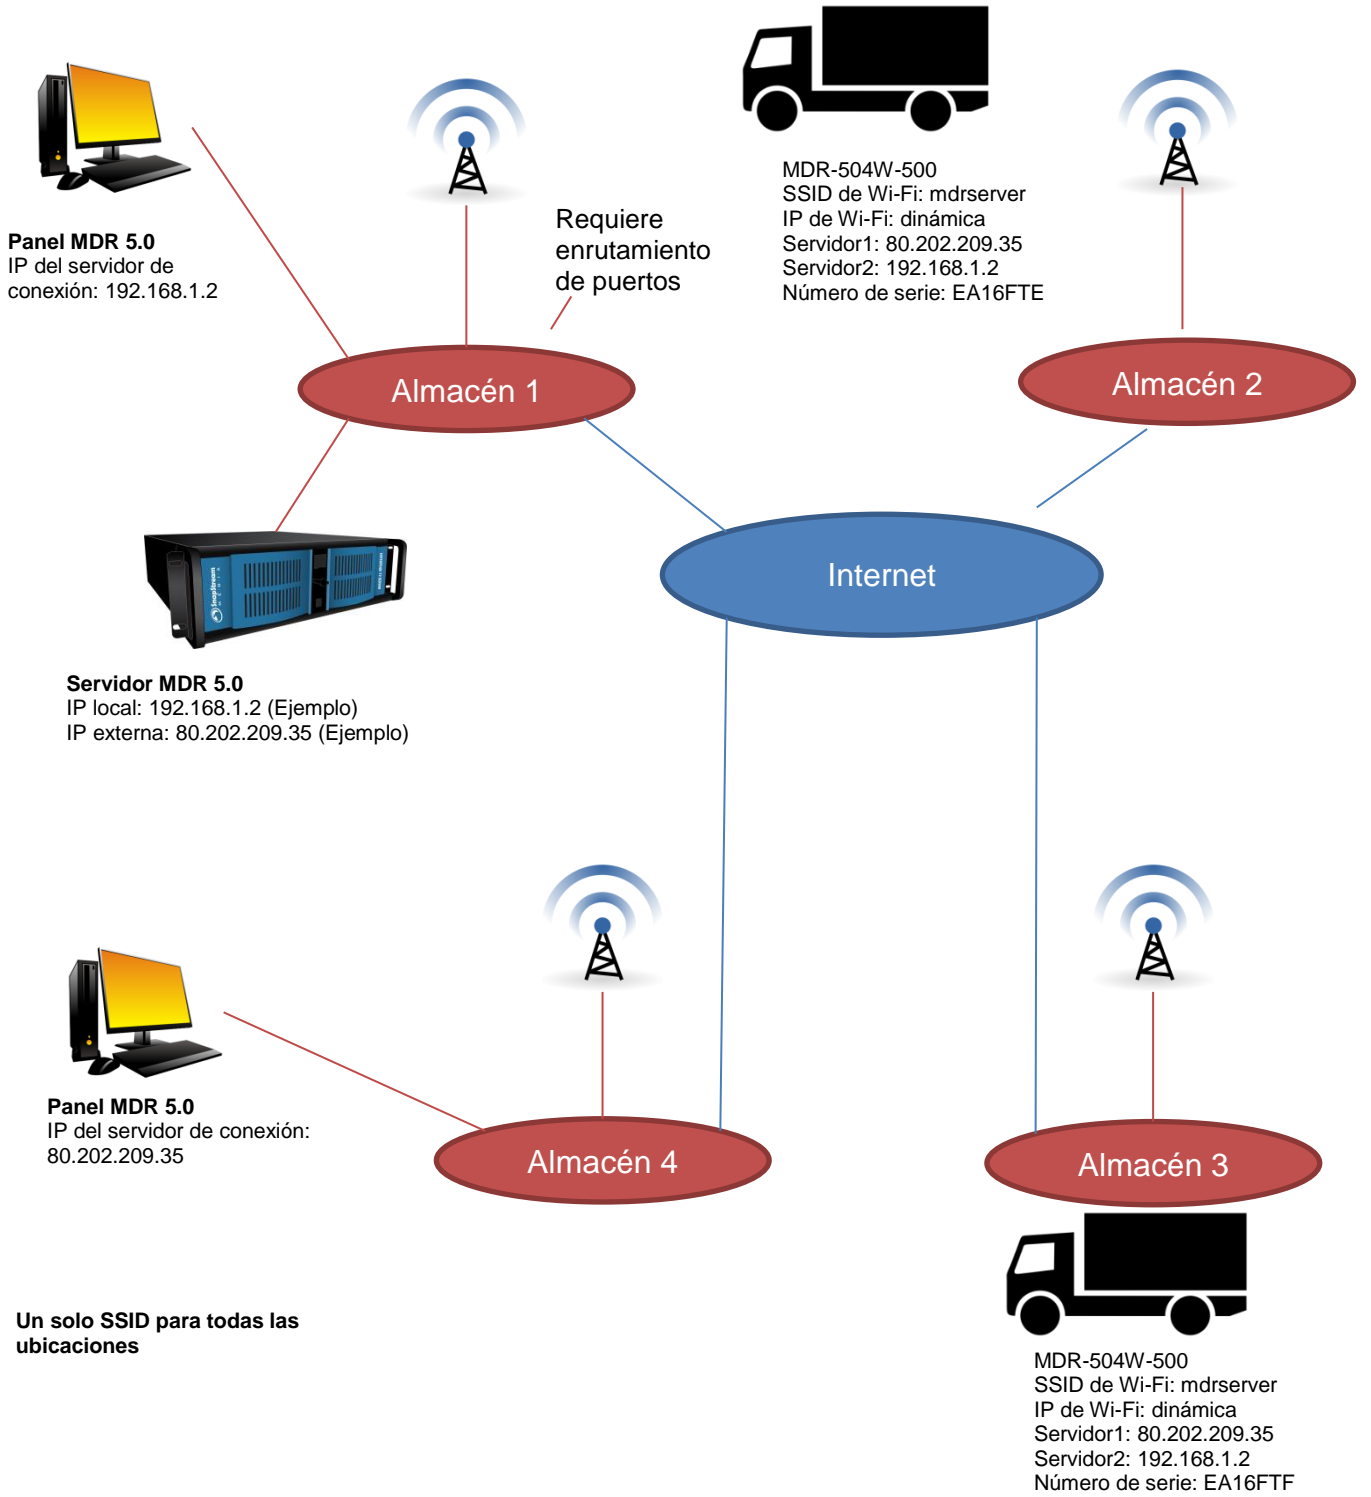 MDR-504W-500
SSID de Wi-Fi: mdrserver
IP de Wi-Fi: dinámica
Servidor1: 80.202.209.35
Servidor2: 192.168.1.2
Número de serie: EA16FTE
Requiere
enrutamiento
de puertos
Panel MDR 5.0
IP del servidor de
conexión: 192.168.1.2
Almacén 1
Almacén 2
Internet
SnapStream
Servidor MDR 5.0
IP local: 192.168.1.2 (Ejemplo)
IP externa: 80.202.209.35 (Ejemplo)
Panel MDR 5.0
IP del servidor de conexión:
80.202.209.35
Almacén 4
Almacén 3
Un solo SSID para todas las
ubicaciones
MDR-504W-500
SSID de Wi-Fi: mdrserver
IP de Wi-Fi: dinámica
Servidor1: 80.202.209.35
Servidor2: 192.168.1.2
Número de serie: EA16FTF